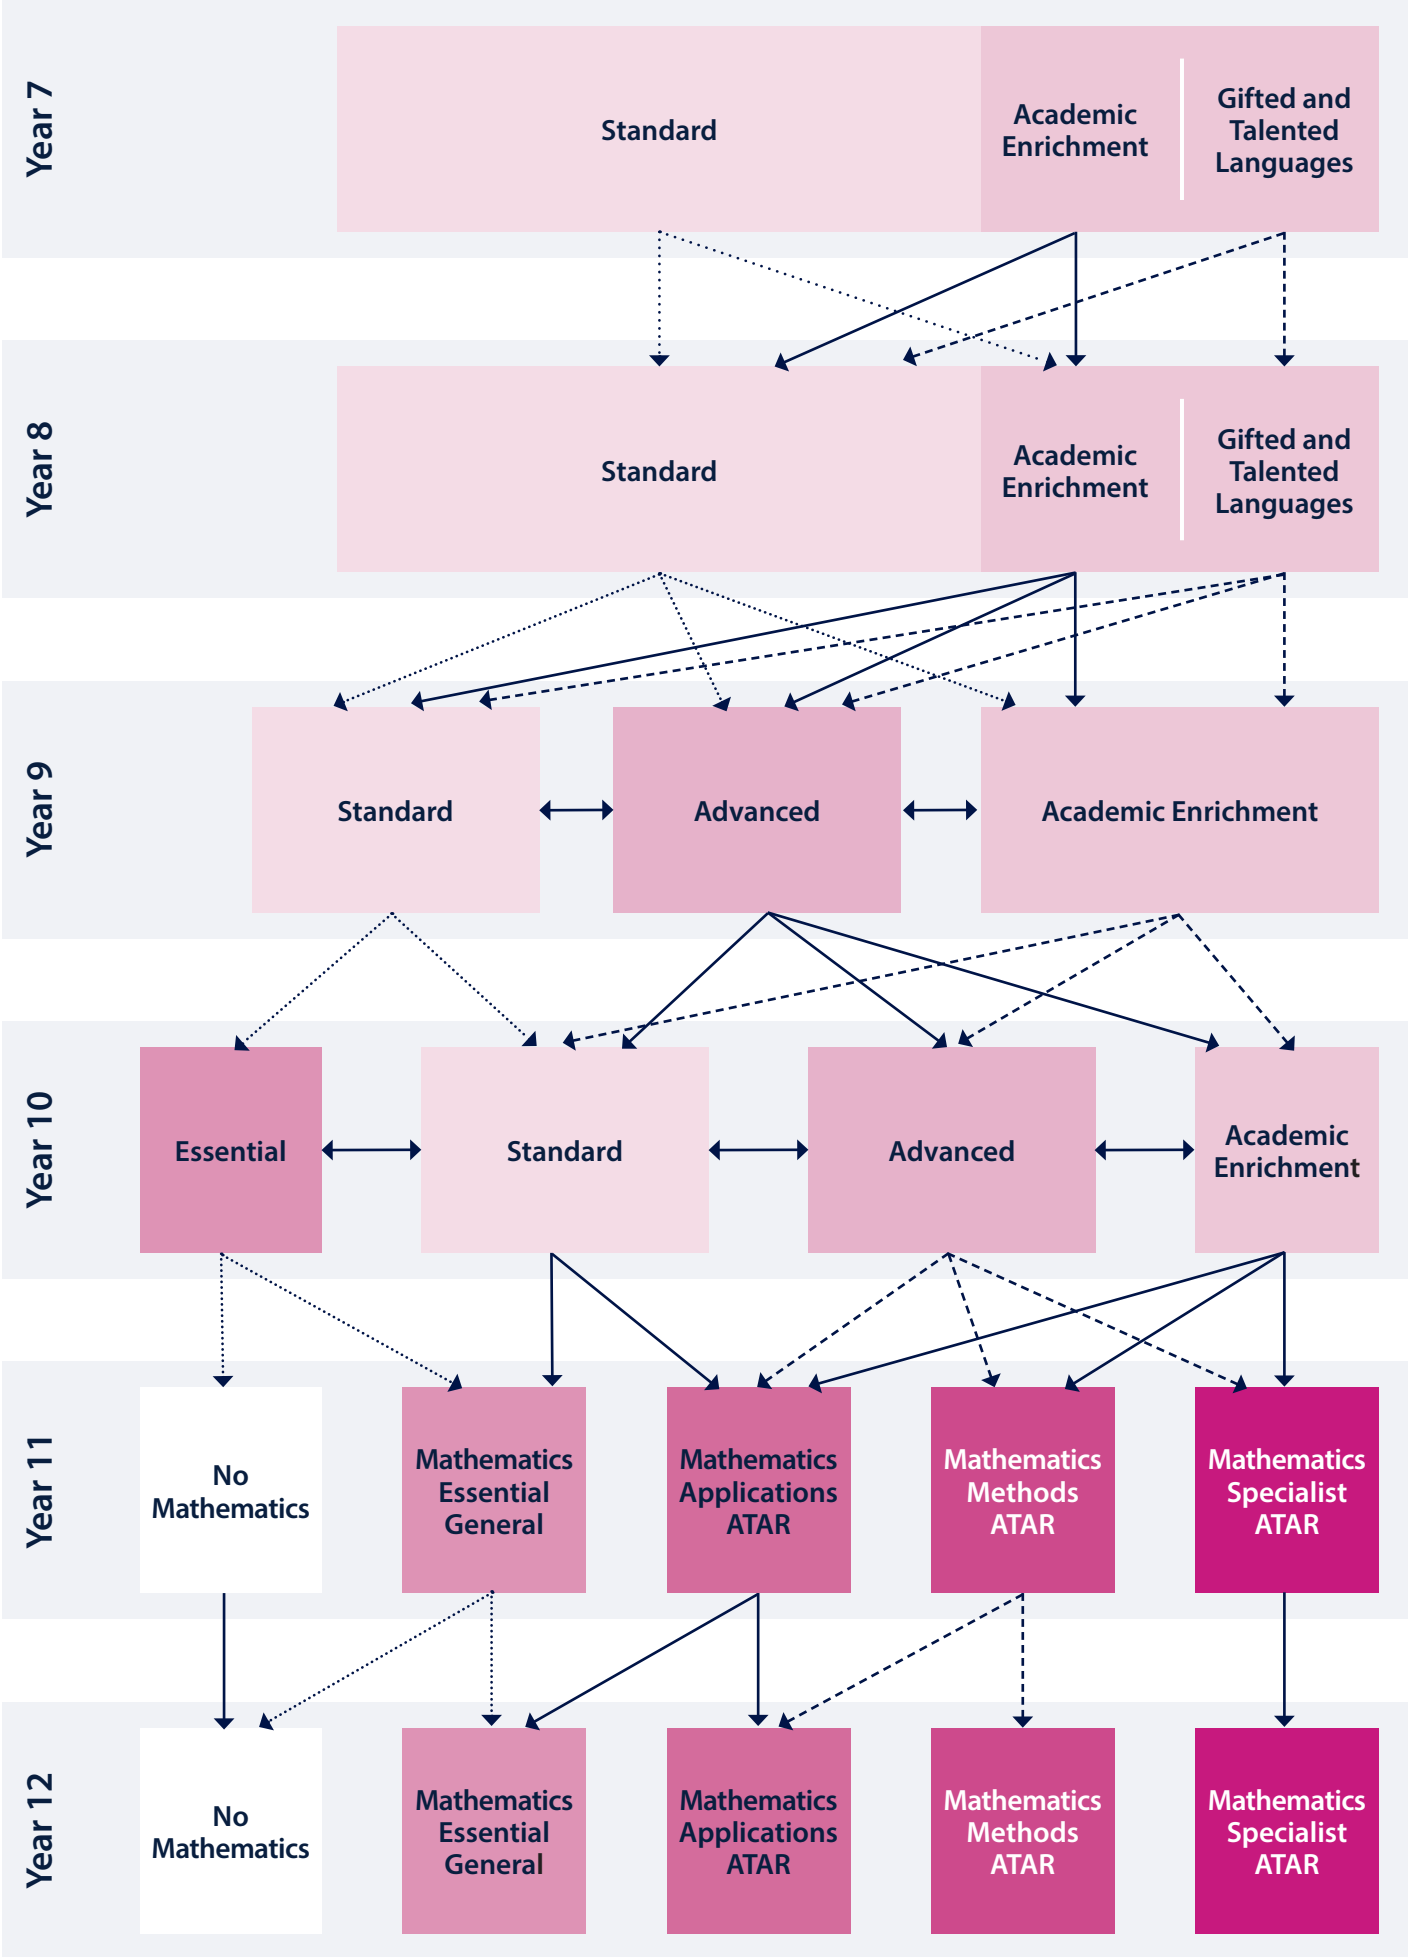 Year 7
Standard
Academic
Enrichment
Gifted and
Talented
Languages
Year 8
Standard
Academic
Enrichment
Gifted and
Talented
Languages
Year 9
Standard
Advanced
Academic Enrichment
Year 10
Essential
Standard
Advanced
Academic
Enrichment
Year 11
No
Mathematics
Mathematics
Essential
General
Mathematics
Applications
ATAR
Mathematics
Methods
ATAR
Mathematics
Specialist
ATAR
Year 12
No
Mathematics
Mathematics
Essential
General
Mathematics
Applications
ATAR
Mathematics
Methods
ATAR
Mathematics
Specialist
ATAR